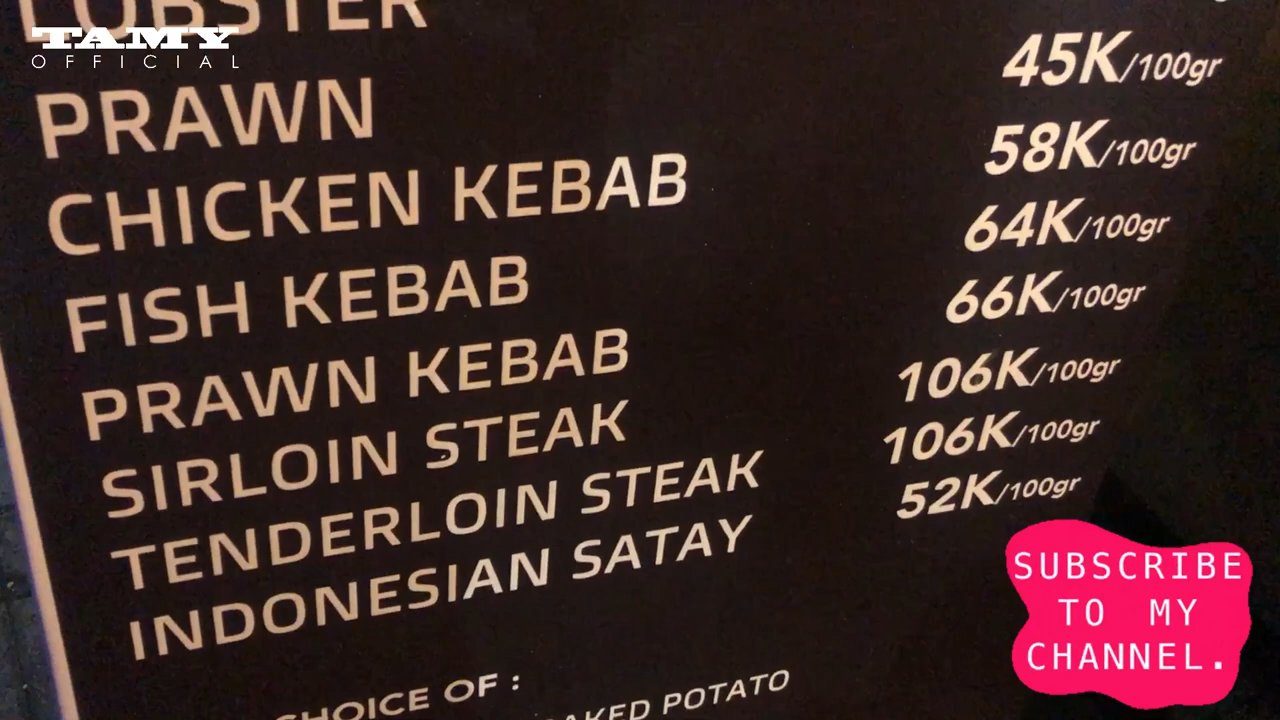 LOBSTER
TAMY
OFFICIAL
PRAWN 45K/100gr
CHICKEN KEBAB 58K/100gr
FISH KEBAB 64K/100gr
PRAWN KEBAB 66K/100gr
SIRLOIN STEAK 106K/100gr
TENDERLOIN STEAK 106K/100gr
INDONESIAN SATAY 52K/100gr
CHOICE OF :
BAKED POTATO
SUBSCRIBE
TO MY
CHANNEL.